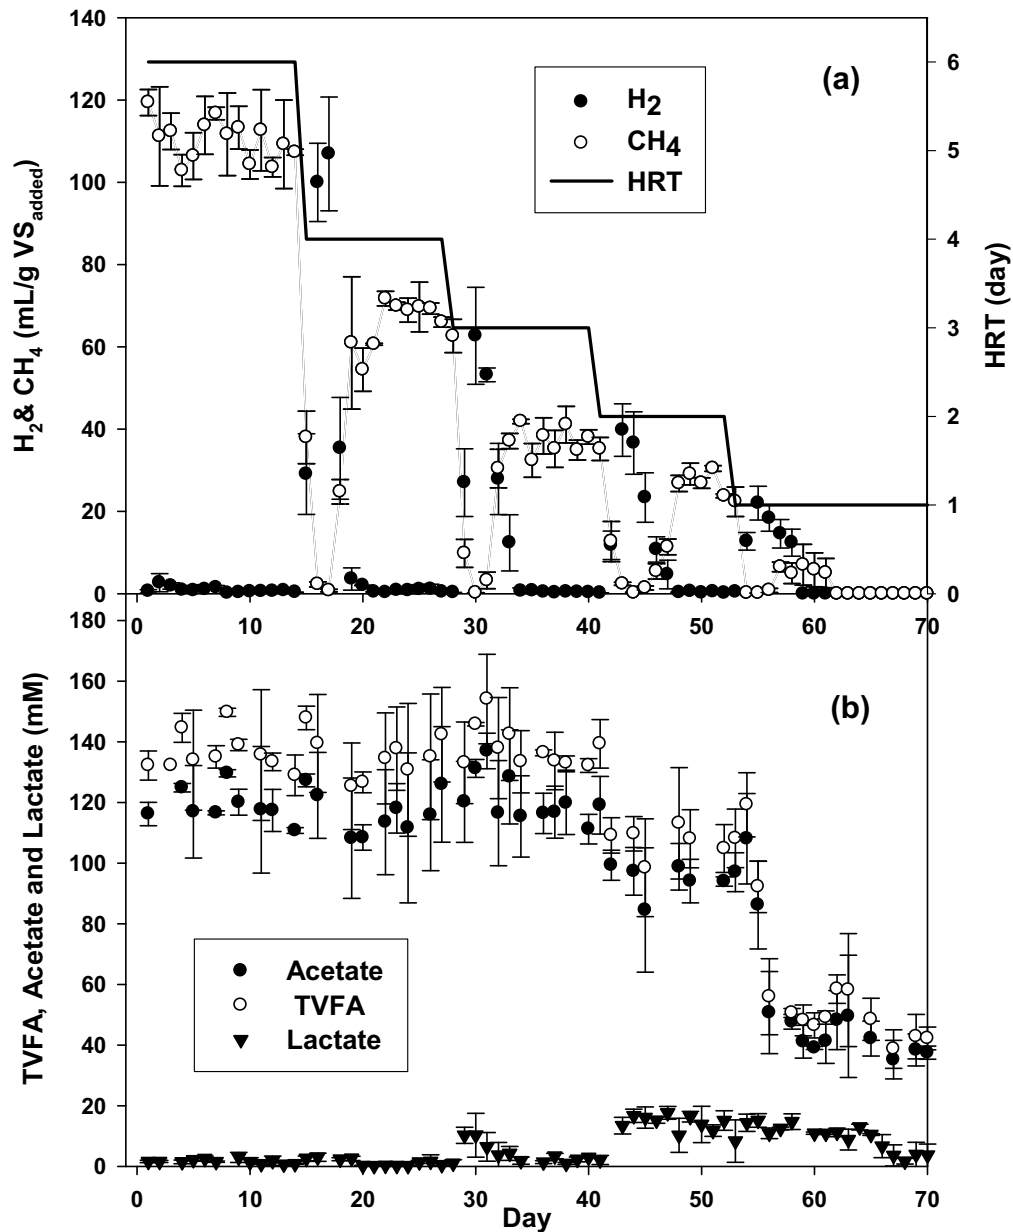 (a)
H2
CH4
HRT
140
120
100
80
60
40
20
0
H2& CH4 (mL/g VSadded)
6
5
4
3
2
1
0
HRT (day)
0 10 20 30 40 50 60 70
(b)
180
160
140
120
100
80
60
40
20
0
TVFA, Acetate and Lactate (mM)
Acetate
TVFA
Lactate
0 10 20 30 40 50 60 70
Day